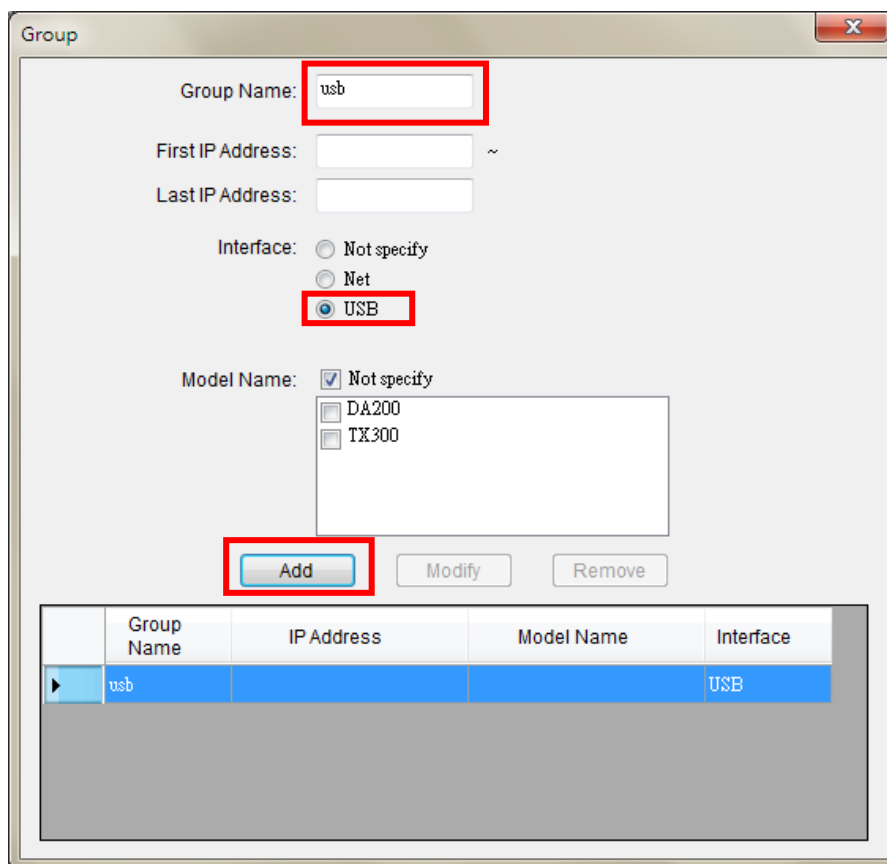 Group
Group Name: usb
First IP Address: ~
Last IP Address:
Interface: Not specify
Net
USB
Model Name: Not specify
DA200
TX300
Add Modify Remove
Group Name IP Address Model Name Interface
usb USB